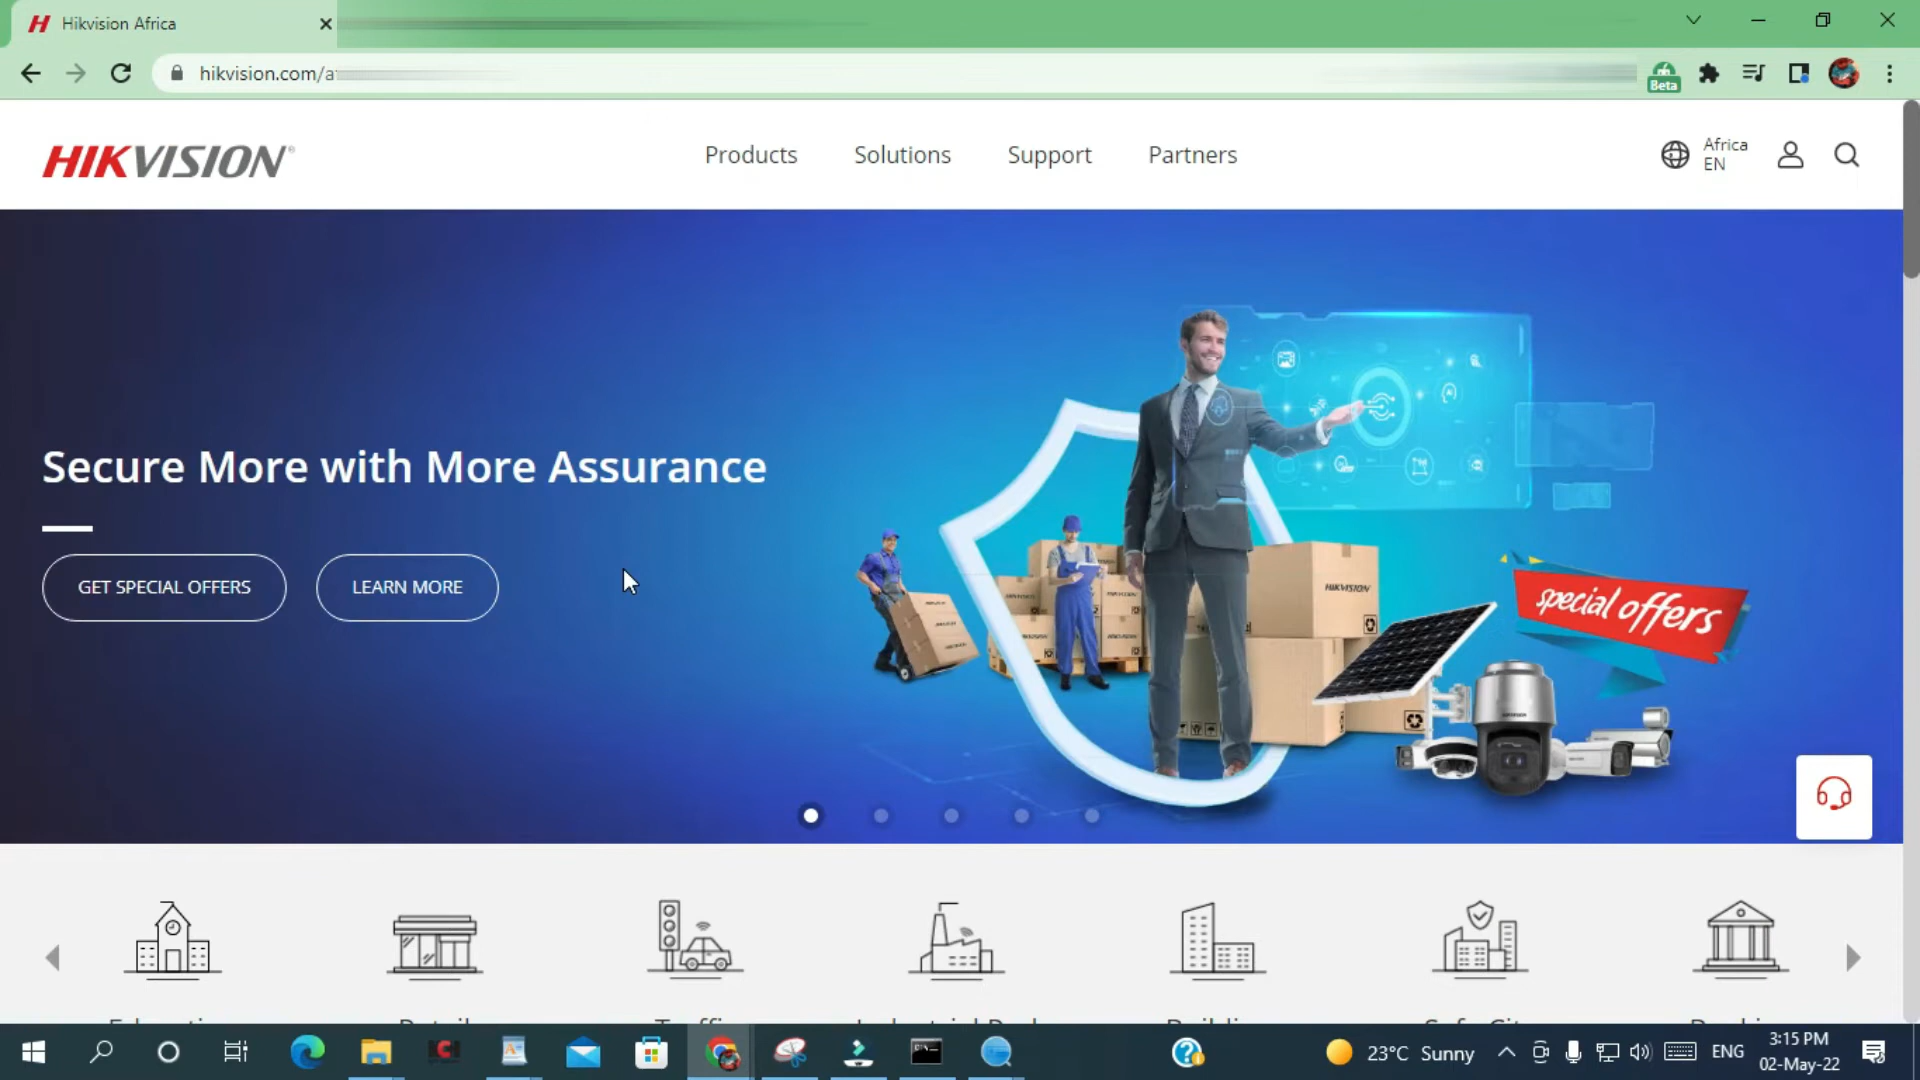 Hikvision Africa
hikvision.com/a
Beta
HIKVISION
Products
Solutions
Support
Partners
Africa
EN
Secure More with More Assurance
GET SPECIAL OFFERS
LEARN MORE
HIKVISION
special offers
23°C Sunny
ENG
3:15 PM
02-May-22